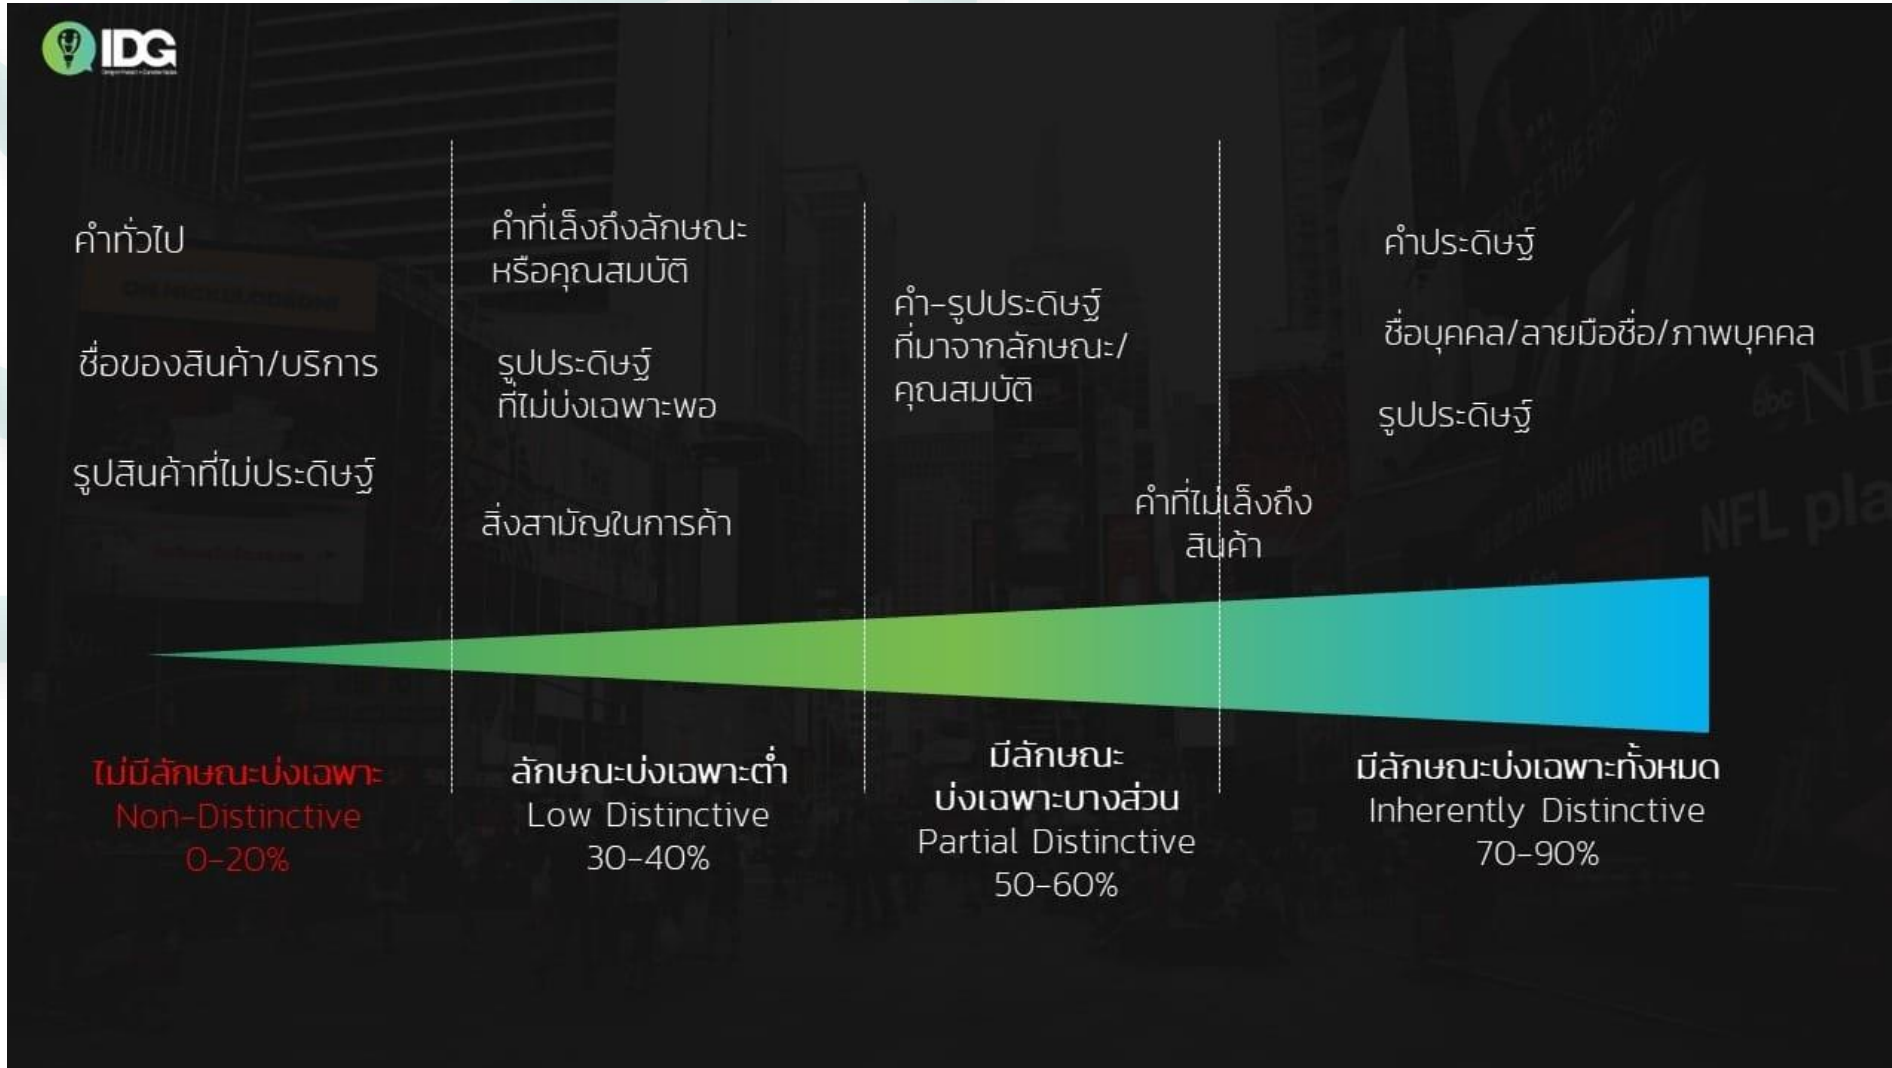 IDG
คำทั่วไป
ชื่อของสินค้า/บริการ
รูปสินค้าที่ไม่ประดิษฐ์
คำที่เล็งถึงลักษณะ
หรือคุณสมบัติ
รูปประดิษฐ์
ที่ไม่บ่งเฉพาะพอ
สิ่งสามัญในการค้า
คำ-รูปประดิษฐ์
ที่มาจากลักษณะ/
คุณสมบัติ
คำที่ไม่เล็งถึง
สินค้า
คำประดิษฐ์
ชื่อบุคคล/ลายมือชื่อ/ภาพบุคคล
รูปประดิษฐ์
abc NE
WH tenure
NFL pla
ไม่มีลักษณะบ่งเฉพาะ
Non-Distinctive
0-20%
ลักษณะบ่งเฉพาะต่ำ
Low Distinctive
30-40%
มีลักษณะ
บ่งเฉพาะบางส่วน
Partial Distinctive
50-60%
มีลักษณะบ่งเฉพาะทั้งหมด
Inherently Distinctive
70-90%